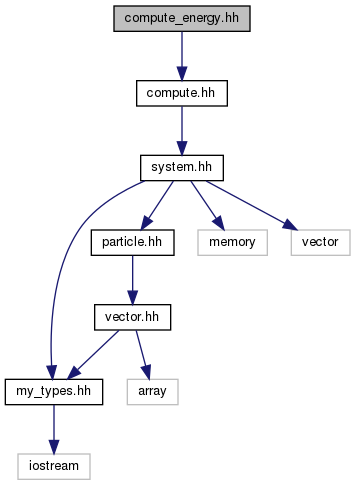 compute_energy.hh
compute.hh
system.hh
particle.hh
memory
vector
vector.hh
my_types.hh
array
iostream